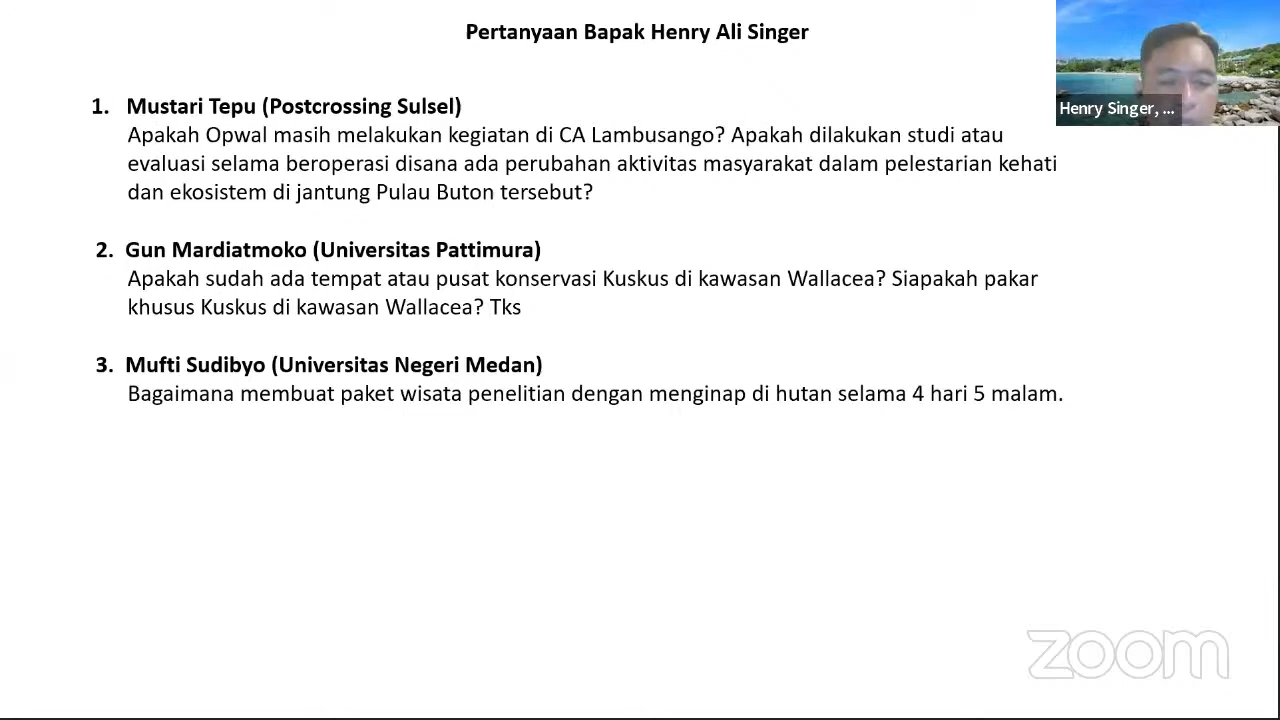 Pertanyaan Bapak Henry Ali Singer
Henry Singer, ...
1. Mustari Tepu (Postcrossing Sulsel)
Apakah Opwal masih melakukan kegiatan di CA Lambusango? Apakah dilakukan studi atau
evaluasi selama beroperasi disana ada perubahan aktivitas masyarakat dalam pelestarian kehati
dan ekosistem di jantung Pulau Buton tersebut?
2. Gun Mardiatmoko (Universitas Pattimura)
Apakah sudah ada tempat atau pusat konservasi Kuskus di kawasan Wallacea? Siapakah pakar
khusus Kuskus di kawasan Wallacea? Tks
3. Mufti Sudibyo (Universitas Negeri Medan)
Bagaimana membuat paket wisata penelitian dengan menginap di hutan selama 4 hari 5 malam.
zoom